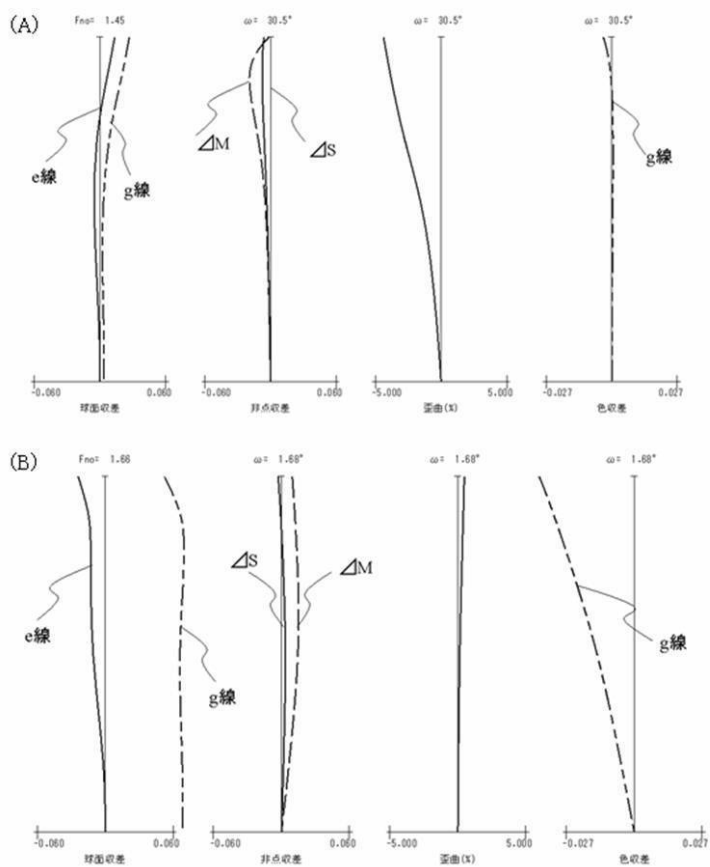 (A)
Fno= 1.45
ω= 30.5°
ω= 30.5°
ω= 30.5°
e線
g線
⊿M
⊿S
g線
-0.060
0.060
-0.060
0.060
-5.000
5.000
-0.027
0.027
球面収差
非点収差
歪曲(%)
色収差
(B)
Fno= 1.66
ω= 1.68°
ω= 1.68°
ω= 1.68°
e線
g線
⊿S
⊿M
g線
-0.060
0.060
-0.060
0.060
-5.000
5.000
-0.027
0.027
球面収差
非点収差
歪曲(%)
色収差